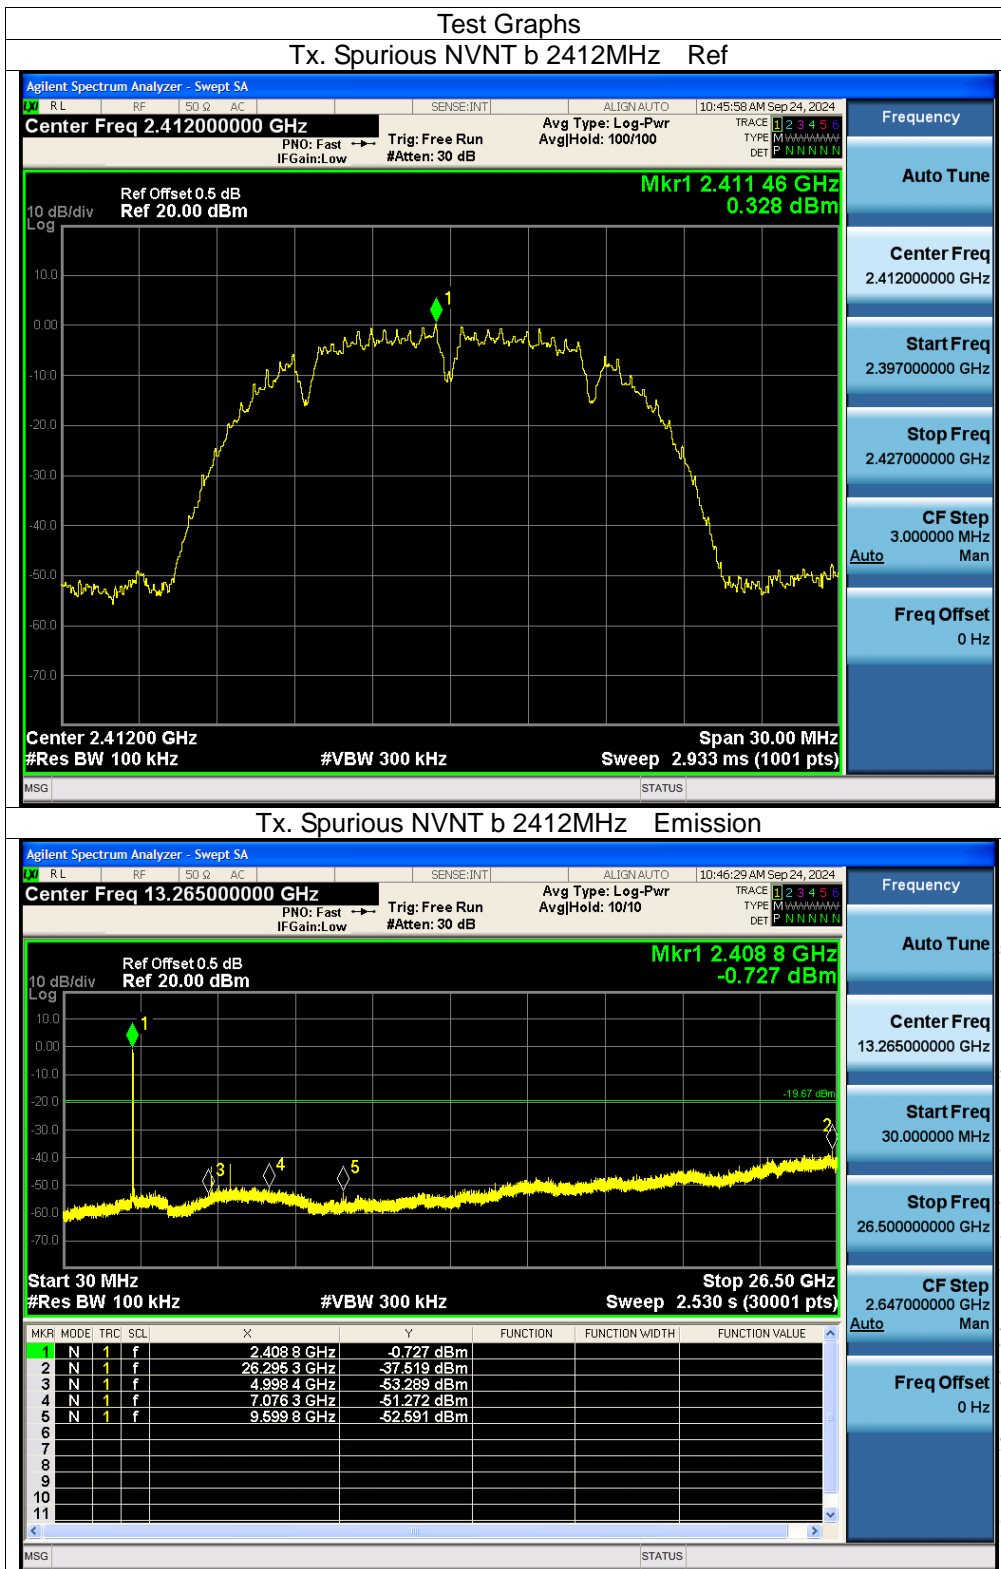 Test Graphs
Tx. Spurious NVNT b 2412MHz Ref
Agilent Spectrum Analyzer - Swept SA
LXI RL RF 50 Ω AC SENSE:INT ALIGN AUTO 10:45:58 AM Sep 24, 2024
Center Freq 2.412000000 GHz
PNO: Fast
IFGain:Low
Trig: Free Run
#Atten: 30 dB
Avg Type: Log-Pwr
Avg|Hold: 100/100
TRACE 1 2 3 4 5 6
TYPE M
DET P N N N N N
Frequency
Auto Tune
Center Freq
2.412000000 GHz
Start Freq
2.397000000 GHz
Stop Freq
2.427000000 GHz
CF Step
3.000000 MHz
Auto Man
Freq Offset
0 Hz
Mkr1 2.411 46 GHz
0.328 dBm
Ref Offset 0.5 dB
10 dB/div Ref 20.00 dBm
Log
10.0
0.00
-10.0
-20.0
-30.0
-40.0
-50.0
-60.0
-70.0
1
Center 2.41200 GHz Span 30.00 MHz
#Res BW 100 kHz #VBW 300 kHz Sweep 2.933 ms (1001 pts)
MSG STATUS
Tx. Spurious NVNT b 2412MHz Emission
Agilent Spectrum Analyzer - Swept SA
LXI RL RF 50 Ω AC SENSE:INT ALIGN AUTO 10:46:29 AM Sep 24, 2024
Center Freq 13.265000000 GHz
PNO: Fast
IFGain:Low
Trig: Free Run
#Atten: 30 dB
Avg Type: Log-Pwr
Avg|Hold: 10/10
TRACE 1 2 3 4 5 6
TYPE M
DET P N N N N N
Frequency
Auto Tune
Center Freq
13.265000000 GHz
Start Freq
30.000000 MHz
Stop Freq
26.500000000 GHz
CF Step
2.647000000 GHz
Auto Man
Freq Offset
0 Hz
Mkr1 2.408 8 GHz
-0.727 dBm
Ref Offset 0.5 dB
10 dB/div Ref 20.00 dBm
Log
10.0
0.00
-10.0
-20.0
-30.0
-40.0
-50.0
-60.0
-70.0
1
-19.67 dBm
2
3
4
5
Start 30 MHz Stop 26.50 GHz
#Res BW 100 kHz #VBW 300 kHz Sweep 2.530 s (30001 pts)
MKR MODE TRC SCL X Y FUNCTION FUNCTION WIDTH FUNCTION VALUE
1 N 1 f 2.408 8 GHz -0.727 dBm
2 N 1 f 26.295 3 GHz -37.519 dBm
3 N 1 f 4.998 4 GHz -53.289 dBm
4 N 1 f 7.076 3 GHz -51.272 dBm
5 N 1 f 9.599 8 GHz -52.591 dBm
6
7
8
9
10
11
MSG STATUS